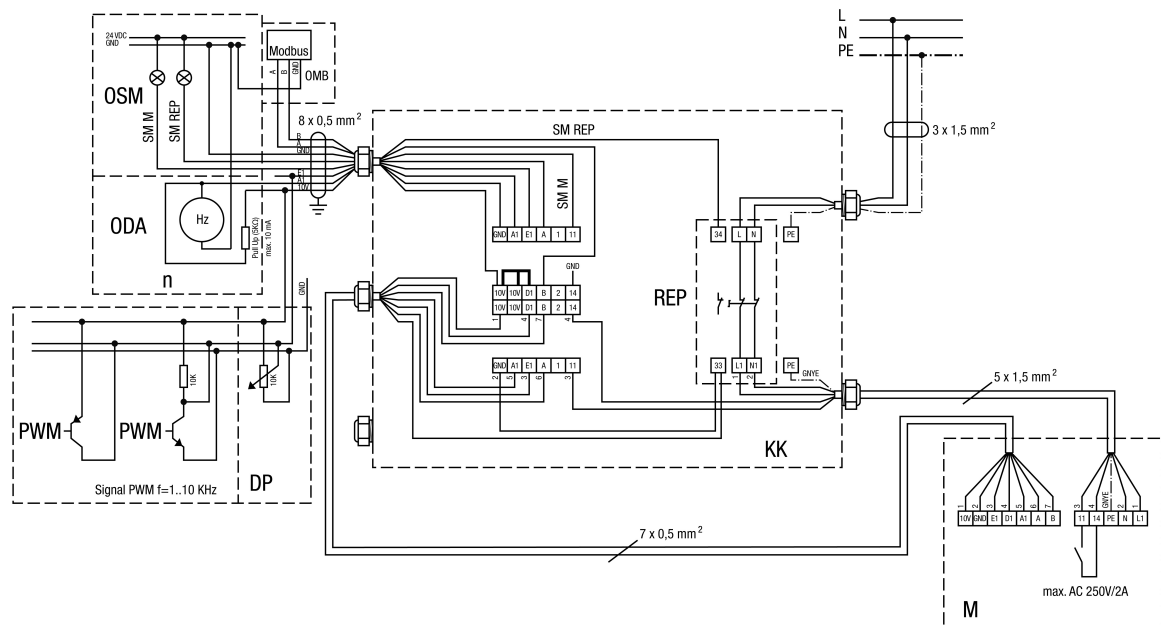 24 VDC
GND
Modbus
A
B
GND
OMB
OSM
SM M
SM REP
8 x 0,5 mm²
B
A
GND
E1
A1
10V
ODA
Hz
Pull Up (5KΩ)
max. 10 mA
n
GND
PWM
PWM
10K
10K
Signal PWM f=1..10 KHz
DP
SM REP
SM M
GND A1 E1 A 1 11
GND
10V 10V D1 B 2 14
10V 10V D1 B 2 14
1 4 7 4
GND A1 E1 A 1 11
2 5 3 6 3
REP
34 L N PE
33 L1 N1 PE
1 2
GNYE
KK
L
N
PE
3 x 1,5 mm²
5 x 1,5 mm²
7 x 0,5 mm²
1 2 3 4 5 6 7
10V GND E1 D1 A1 A B
3 4 GNYE 2 1
11 14 PE N L1
max. AC 250V/2A
M